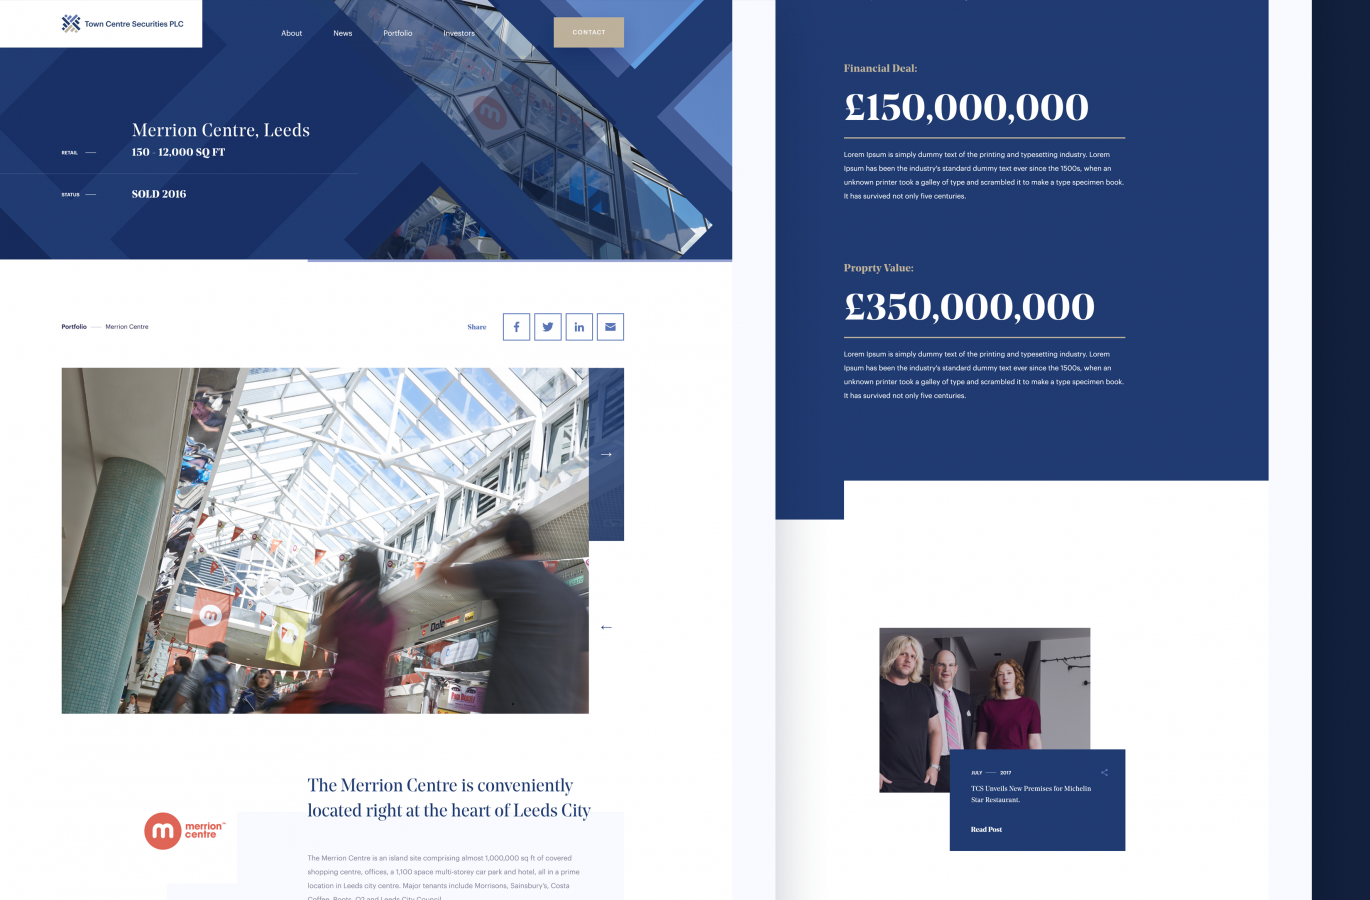 Town Centre Securities PLC
About
News
Portfolio
Investors
CONTACT
Merrion Centre, Leeds
RETAIL
150 - 12,000 SQ FT
STATUS
SOLD 2016
Portfolio
Merrion Centre
Share
The Merrion Centre is conveniently
located right at the heart of Leeds City
merrion™
centre
The Merrion Centre is an island site comprising almost 1,000,000 sq ft of covered
shopping centre, offices, a 1,100 space multi-storey car park and hotel, all in a prime
location in Leeds city centre. Major tenants include Morrisons, Sainsbury's, Costa
Coffee, Boots, O2 and Leeds City Council
Financial Deal:
£150,000,000
Lorem Ipsum is simply dummy text of the printing and typesetting industry. Lorem
Ipsum has been the industry's standard dummy text ever since the 1500s, when an
unknown printer took a galley of type and scrambled it to make a type specimen book.
It has survived not only five centuries.
Proprty Value:
£350,000,000
Lorem Ipsum is simply dummy text of the printing and typesetting industry. Lorem
Ipsum has been the industry's standard dummy text ever since the 1500s, when an
unknown printer took a galley of type and scrambled it to make a type specimen book.
It has survived not only five centuries.
JULY
2017
TCS Unveils New Premises for Michelin
Star Restaurant.
Read Post